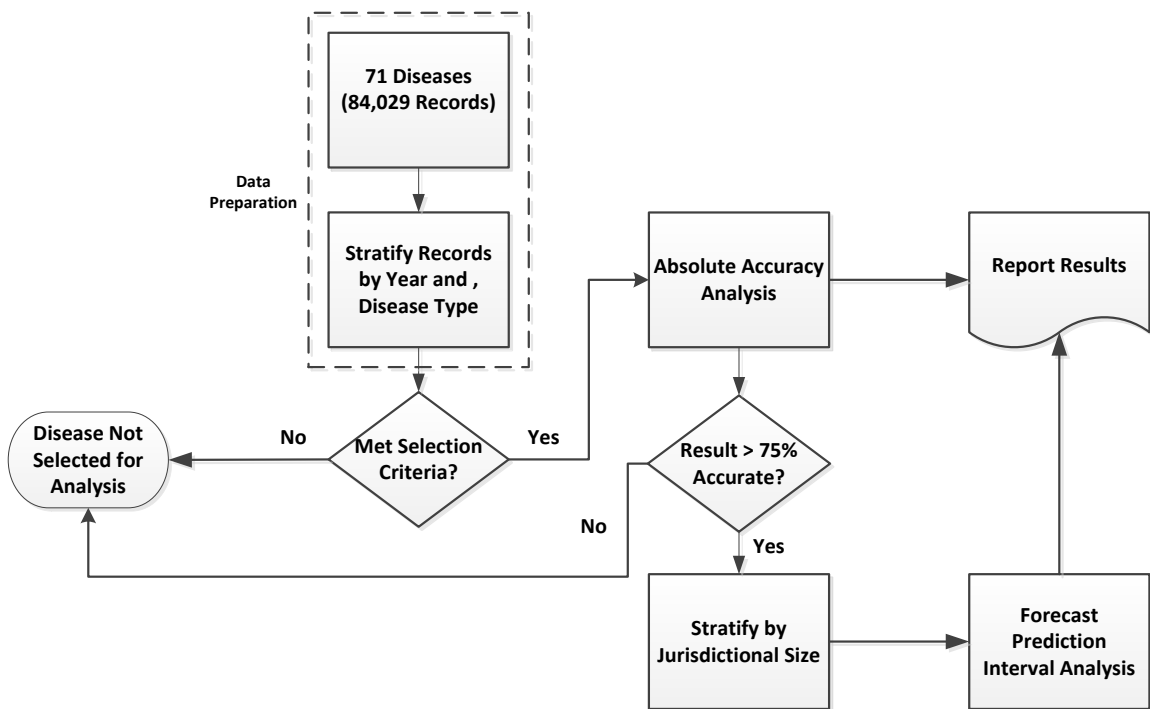 71 Diseases
(84,029 Records)
Data
Preparation
Stratify Records
by Year and ,
Disease Type
Absolute Accuracy
Analysis
Report Results
Disease Not
Selected for
Analysis
No
Met Selection
Criteria?
Yes
Result > 75%
Accurate?
No
Yes
Stratify by
Jurisdictional Size
Forecast
Prediction
Interval Analysis